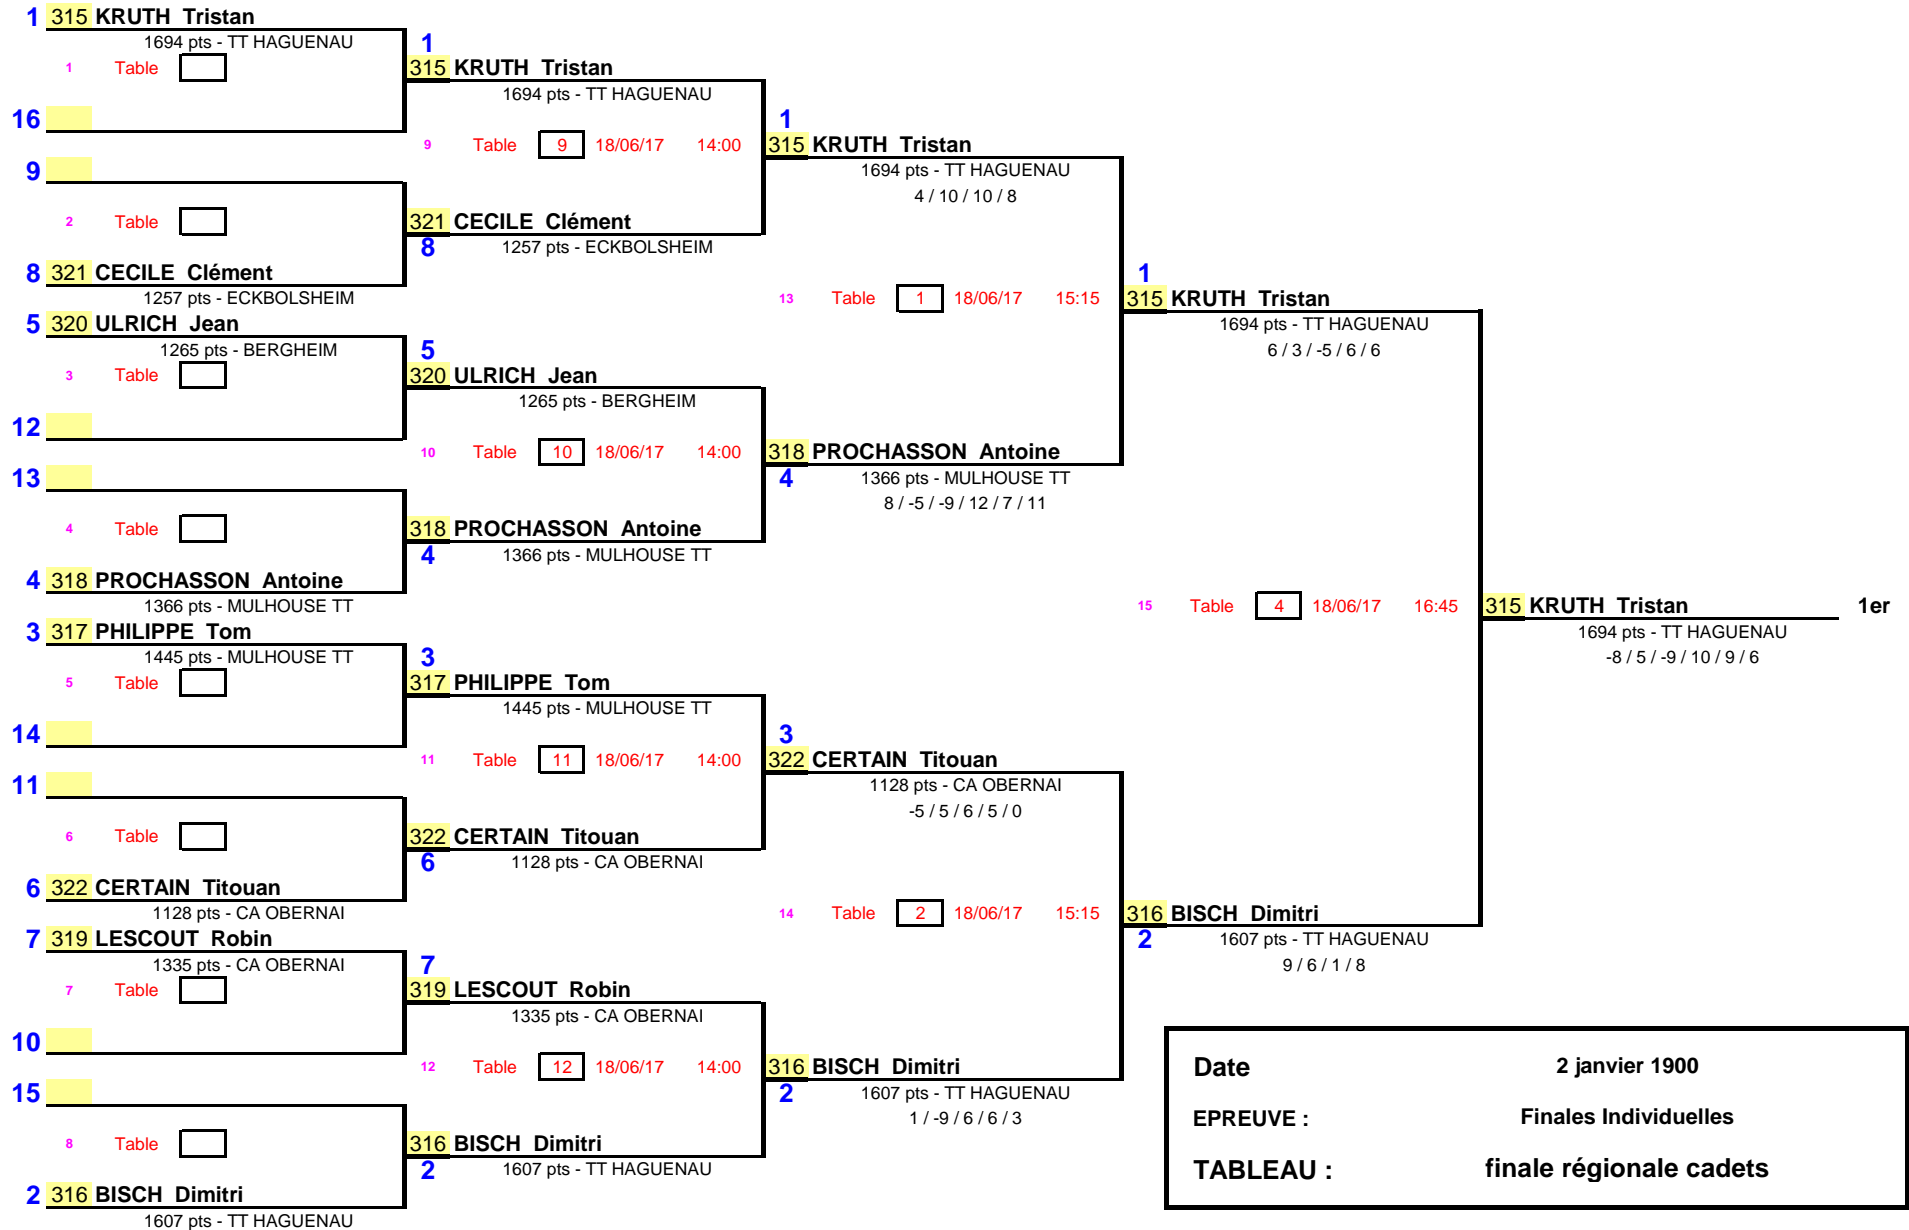 1 315 KRUTH Tristan
1694 pts - TT HAGUENAU
1 Table
16
9
2 Table
8 321 CECILE Clément
1257 pts - ECKBOLSHEIM
5 320 ULRICH Jean
1265 pts - BERGHEIM
3 Table
12
13
4 Table
4 318 PROCHASSON Antoine
1366 pts - MULHOUSE TT
3 317 PHILIPPE Tom
1445 pts - MULHOUSE TT
5 Table
14
11
6 Table
6 322 CERTAIN Titouan
1128 pts - CA OBERNAI
7 319 LESCOUT Robin
1335 pts - CA OBERNAI
7 Table
10
15
8 Table
2 316 BISCH Dimitri
1607 pts - TT HAGUENAU
1
315 KRUTH Tristan
1694 pts - TT HAGUENAU
9 Table 9 18/06/17 14:00
321 CECILE Clément
8
1257 pts - ECKBOLSHEIM
5
320 ULRICH Jean
1265 pts - BERGHEIM
10 Table 10 18/06/17 14:00
318 PROCHASSON Antoine
4
1366 pts - MULHOUSE TT
3
317 PHILIPPE Tom
1445 pts - MULHOUSE TT
11 Table 11 18/06/17 14:00
322 CERTAIN Titouan
6
1128 pts - CA OBERNAI
7
319 LESCOUT Robin
1335 pts - CA OBERNAI
12 Table 12 18/06/17 14:00
316 BISCH Dimitri
2
1607 pts - TT HAGUENAU
1
315 KRUTH Tristan
1694 pts - TT HAGUENAU
4 / 10 / 10 / 8
13 Table 1 18/06/17 15:15
318 PROCHASSON Antoine
4
1366 pts - MULHOUSE TT
8 / -5 / -9 / 12 / 7 / 11
3
322 CERTAIN Titouan
1128 pts - CA OBERNAI
-5 / 5 / 6 / 5 / 0
14 Table 2 18/06/17 15:15
316 BISCH Dimitri
2
1607 pts - TT HAGUENAU
1 / -9 / 6 / 6 / 3
1
315 KRUTH Tristan
1694 pts - TT HAGUENAU
6 / 3 / -5 / 6 / 6
15 Table 4 18/06/17 16:45
316 BISCH Dimitri
2
1607 pts - TT HAGUENAU
9 / 6 / 1 / 8
315 KRUTH Tristan 1er
1694 pts - TT HAGUENAU
-8 / 5 / -9 / 10 / 9 / 6
Date 2 janvier 1900
EPREUVE : Finales Individuelles
TABLEAU : finale régionale cadets